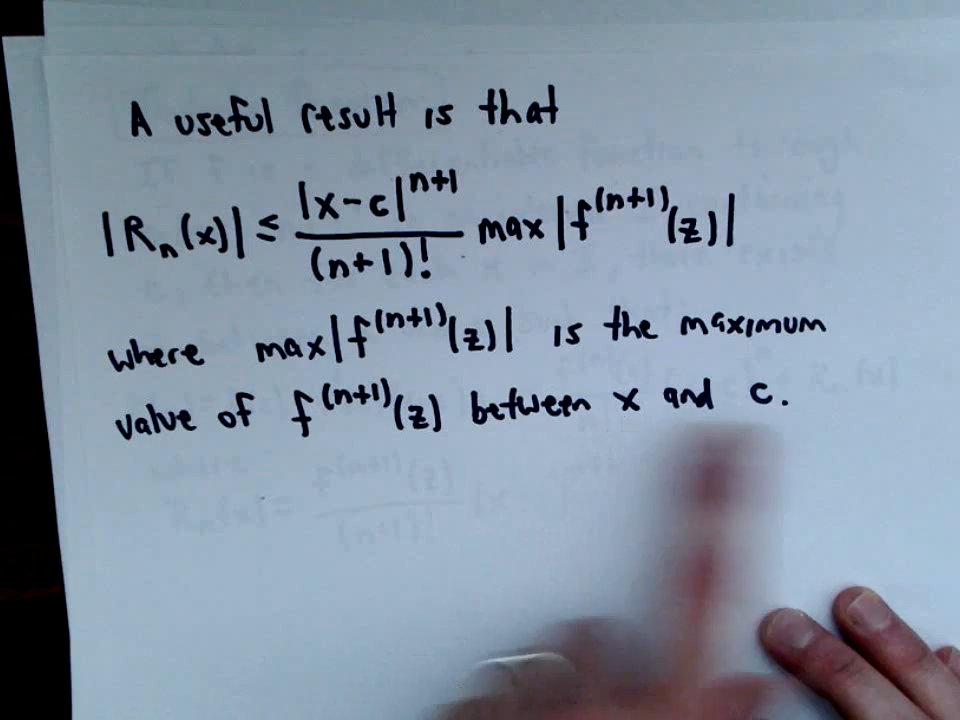 A useful result is that
|Rₙ(x)| ≤ |x-c|ⁿ⁺¹/(n+1)! max|f⁽ⁿ⁺¹⁾(z)|
where max|f⁽ⁿ⁺¹⁾(z)| is the maximum
value of f⁽ⁿ⁺¹⁾(z) between x and c.